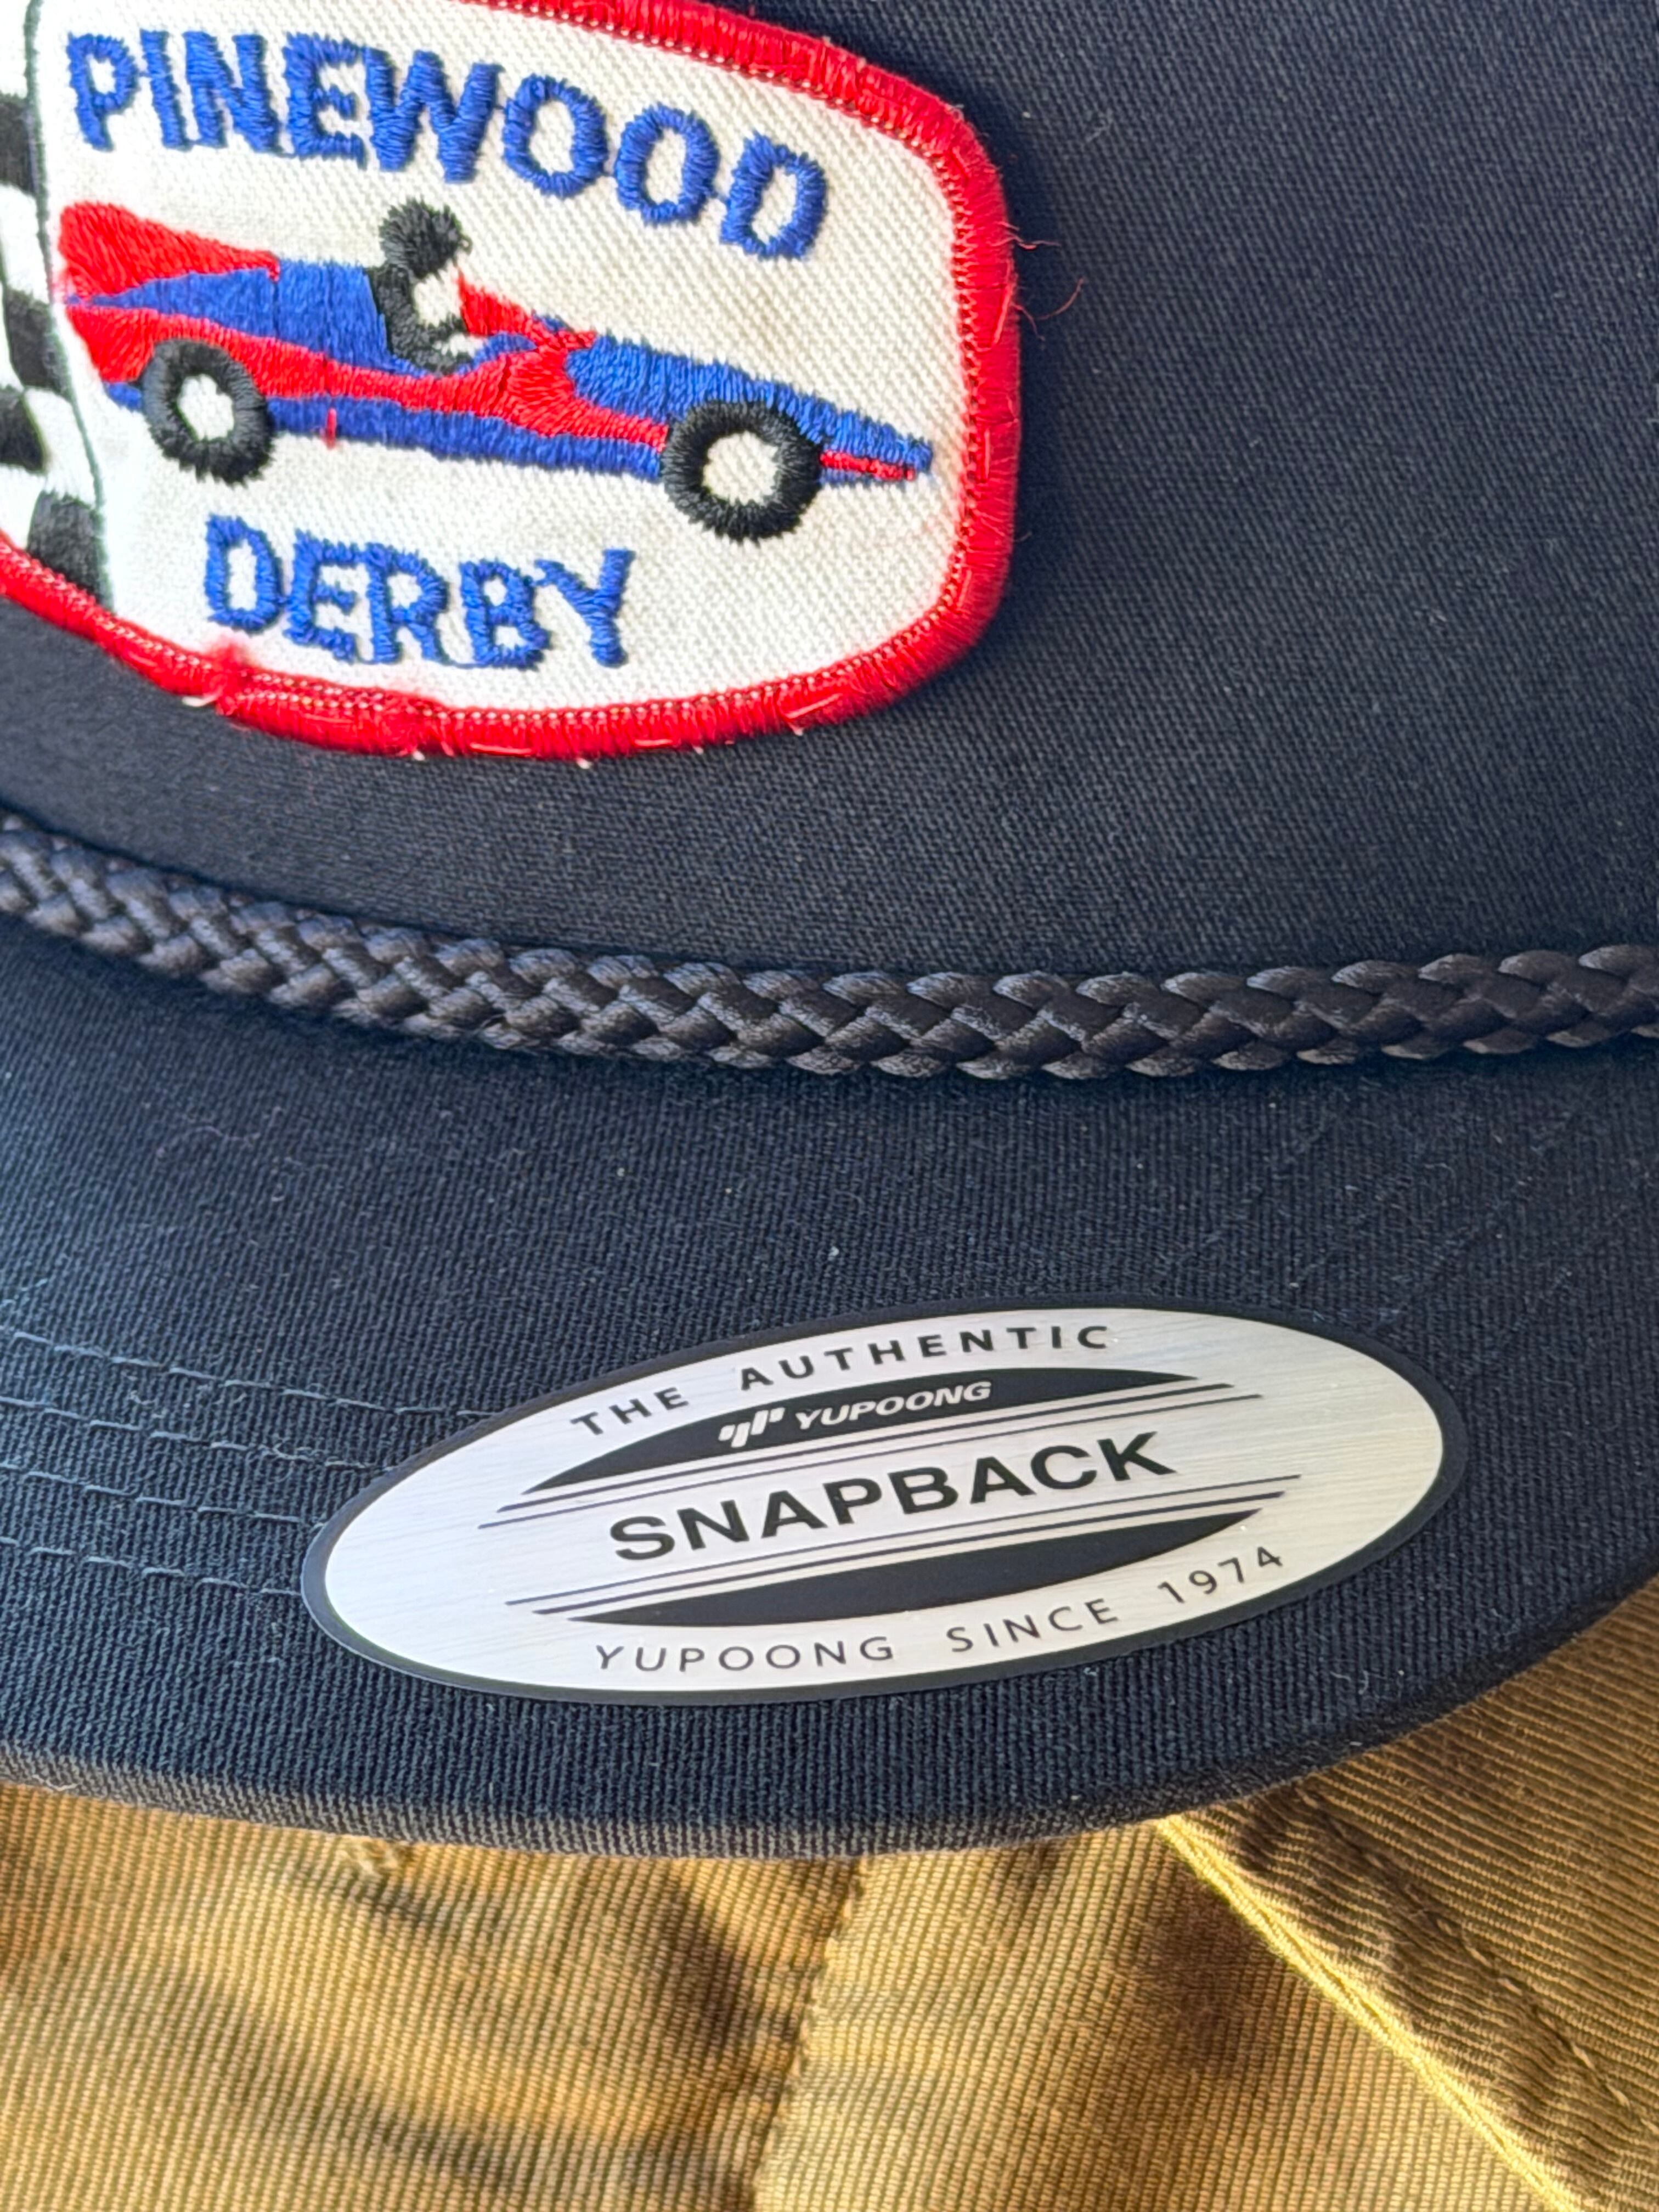 PINEWOOD
DERBY
THE AUTHENTIC
YUPOONG
SNAPBACK
YUPOONG SINCE 1974